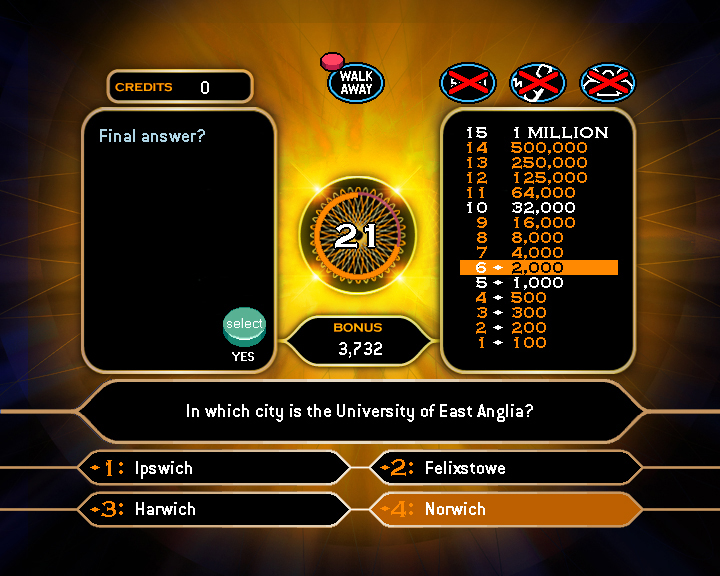 CREDITS 0
WALK
AWAY
Final answer?
select
YES
21
BONUS
3,732
15 1 MILLION
14 500,000
13 250,000
12 125,000
11 64,000
10 32,000
9 16,000
8 8,000
7 4,000
6 2,000
5 1,000
4 500
3 300
2 200
1 100
In which city is the University of East Anglia?
1: Ipswich
2: Felixstowe
3: Harwich
4: Norwich